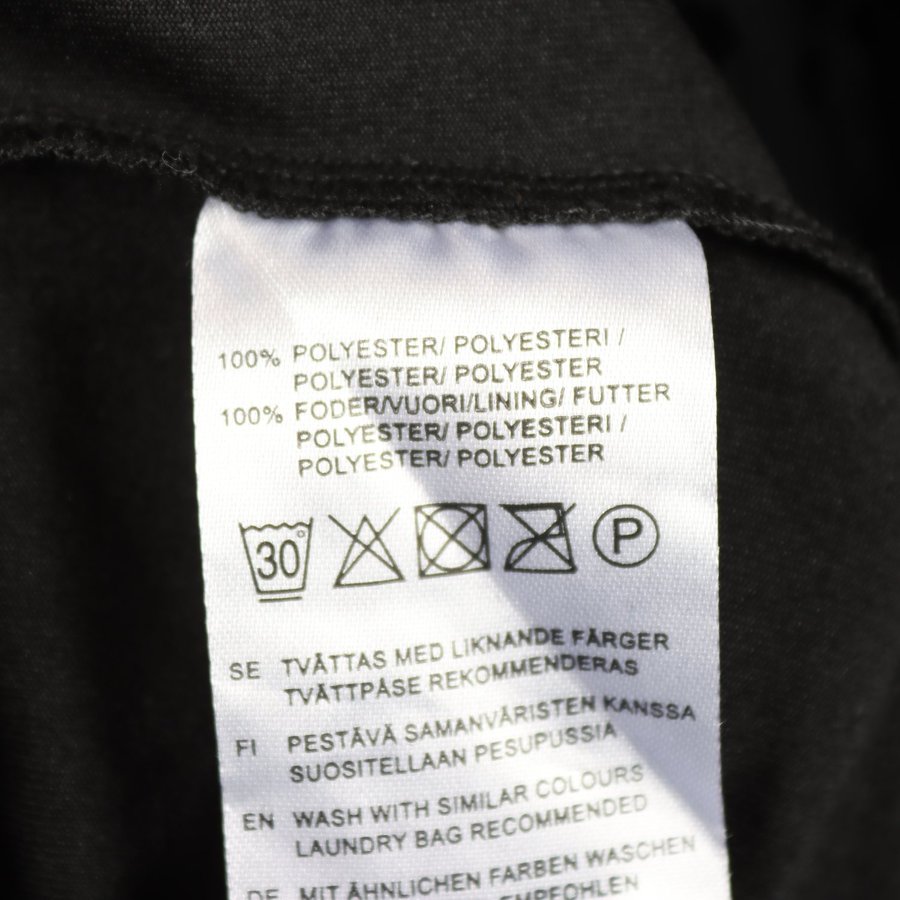 100% POLYESTER/ POLYESTERI /
POLYESTER/ POLYESTER
100% FODER/VUORI/LINING/ FUTTER
POLYESTER/ POLYESTERI /
POLYESTER/ POLYESTER
30° P
SE TVÄTTAS MED LIKNANDE FÄRGER
TVÄTTPÅSE REKOMMENDERAS
FI PESTÄVÄ SAMANVÄRISTEN KANSSA
SUOSITELLAAN PESUPUSSIA
EN WASH WITH SIMILAR COLOURS
LAUNDRY BAG RECOMMENDED
DE MIT ÄHNLICHEN FARBEN WASCHEN
EMPFOHLEN